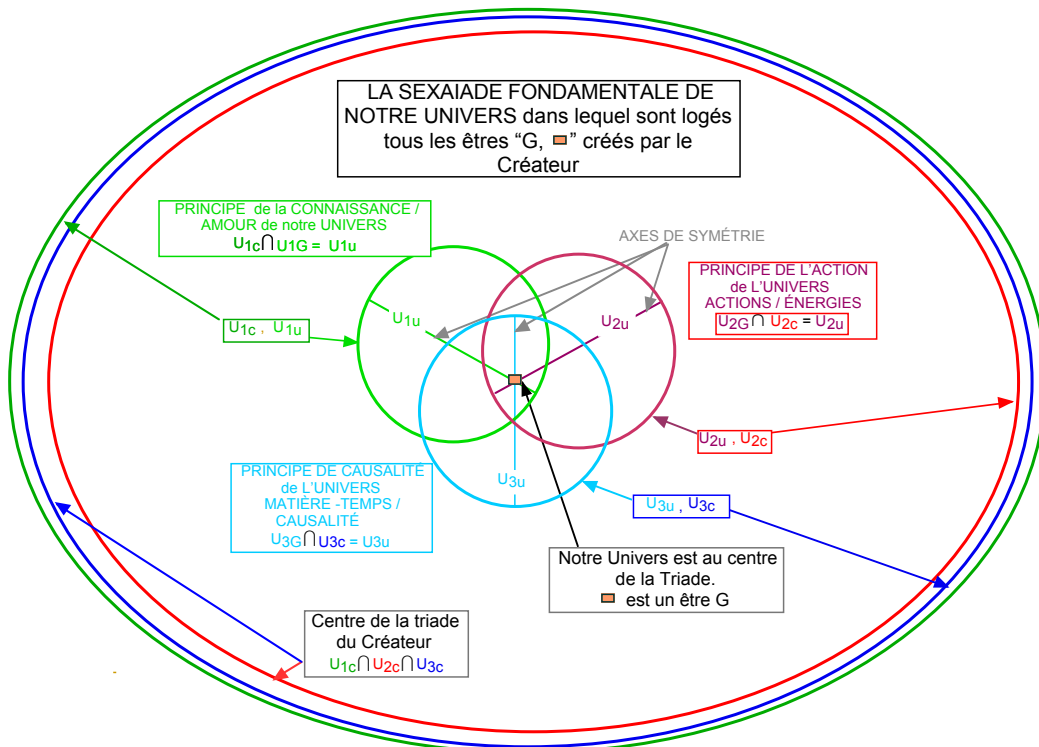 LA SEXAIADE FONDAMENTALE DE
NOTRE UNIVERS dans lequel sont logés
tous les êtres “G, ” créés par le
Créateur
PRINCIPE de la CONNAISSANCE /
AMOUR de notre UNIVERS
U1c⋂U1G = U1u
AXES DE SYMÉTRIE
PRINCIPE DE L'ACTION
de L'UNIVERS
ACTIONS / ÉNERGIES
U2G⋂ U2c = U2u
U1u
U2u
U1c , U1u
U2u , U2c
PRINCIPE DE CAUSALITÉ
de L'UNIVERS
MATIÈRE -TEMPS /
CAUSALITÉ
U3G⋂U3c = U3u
U3u
U3u , U3c
Notre Univers est au centre
de la Triade.
est un être G
Centre de la triade
du Créateur
U1c⋂U2c⋂U3c